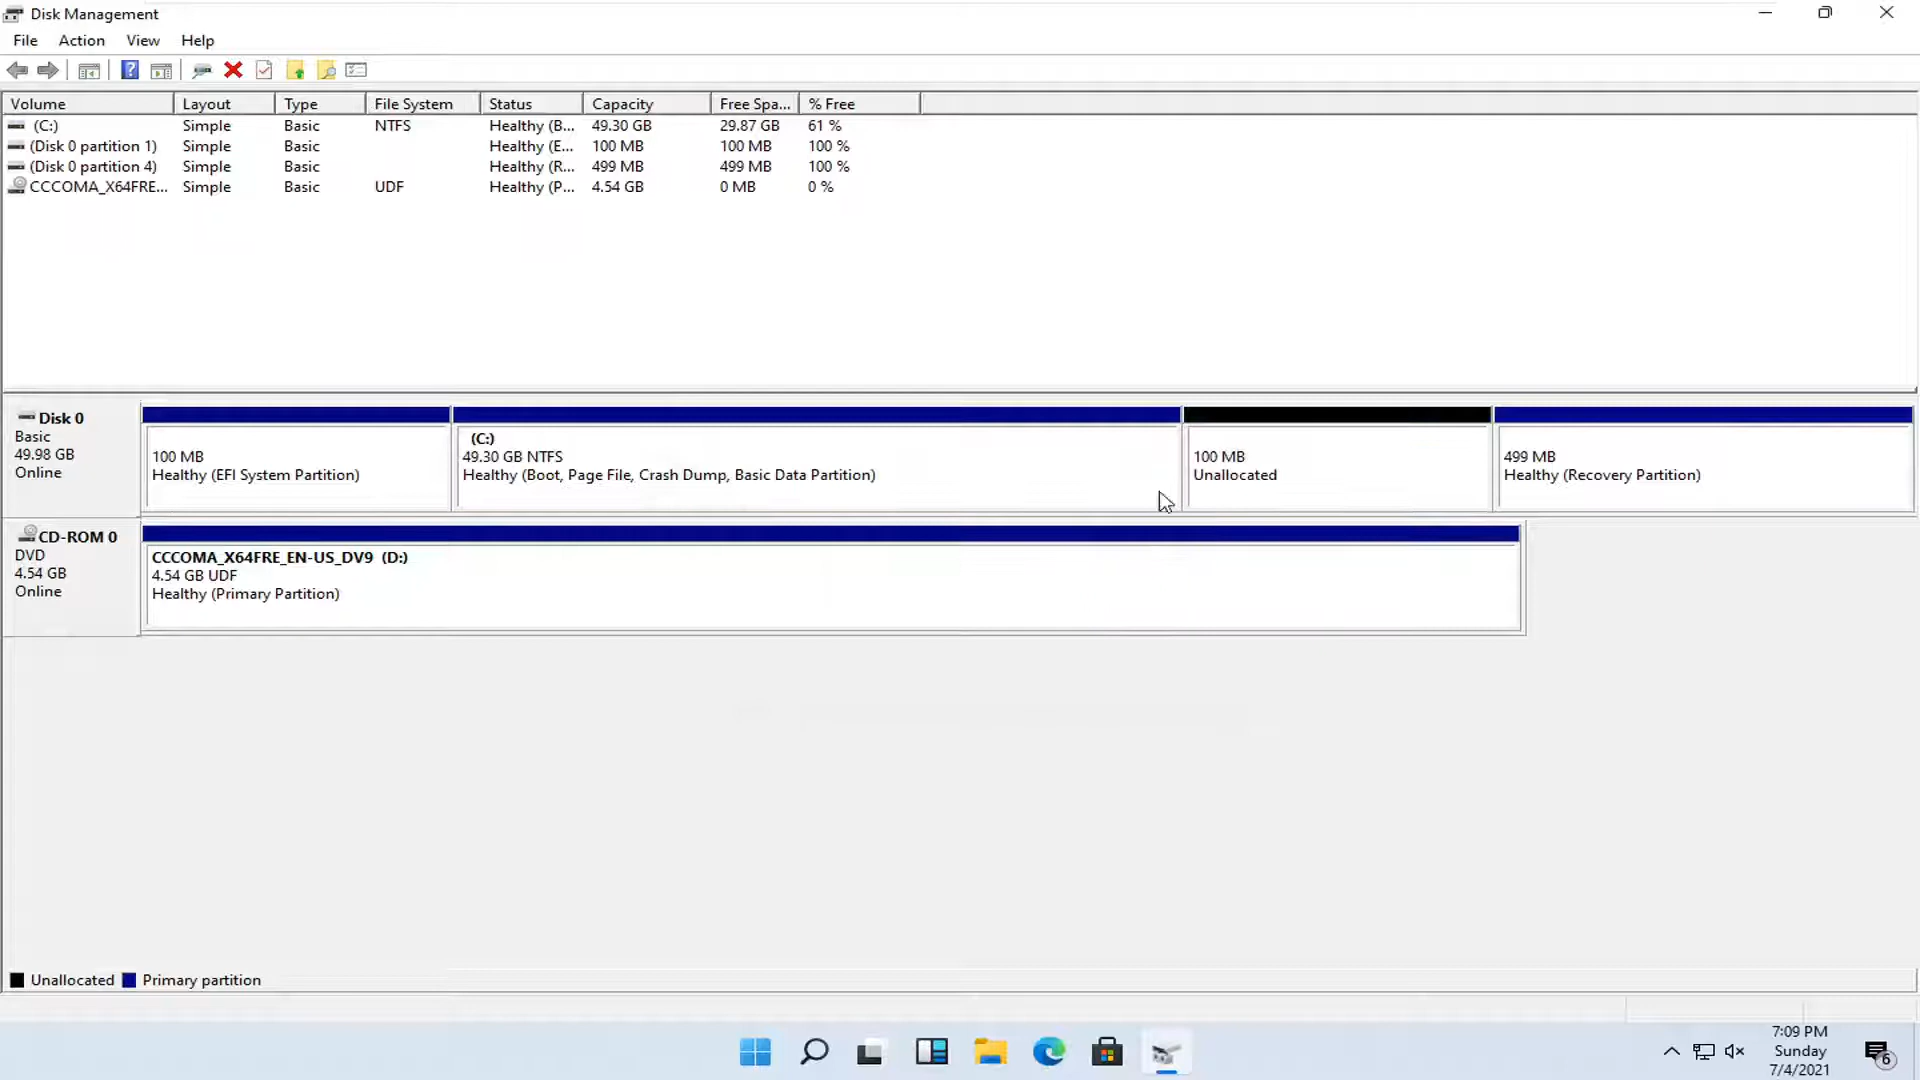 Disk Management
File Action View Help
Volume Layout Type File System Status Capacity Free Spa... % Free
(C:) Simple Basic NTFS Healthy (B... 49.30 GB 29.87 GB 61 %
(Disk 0 partition 1) Simple Basic Healthy (E... 100 MB 100 MB 100 %
(Disk 0 partition 4) Simple Basic Healthy (R... 499 MB 499 MB 100 %
CCCOMA_X64FRE... Simple Basic UDF Healthy (P... 4.54 GB 0 MB 0 %
Disk 0
Basic
49.98 GB
Online
100 MB
Healthy (EFI System Partition)
(C:)
49.30 GB NTFS
Healthy (Boot, Page File, Crash Dump, Basic Data Partition)
100 MB
Unallocated
499 MB
Healthy (Recovery Partition)
CD-ROM 0
DVD
4.54 GB
Online
CCCOMA_X64FRE_EN-US_DV9 (D:)
4.54 GB UDF
Healthy (Primary Partition)
Unallocated Primary partition
7:09 PM
Sunday
7/4/2021
6